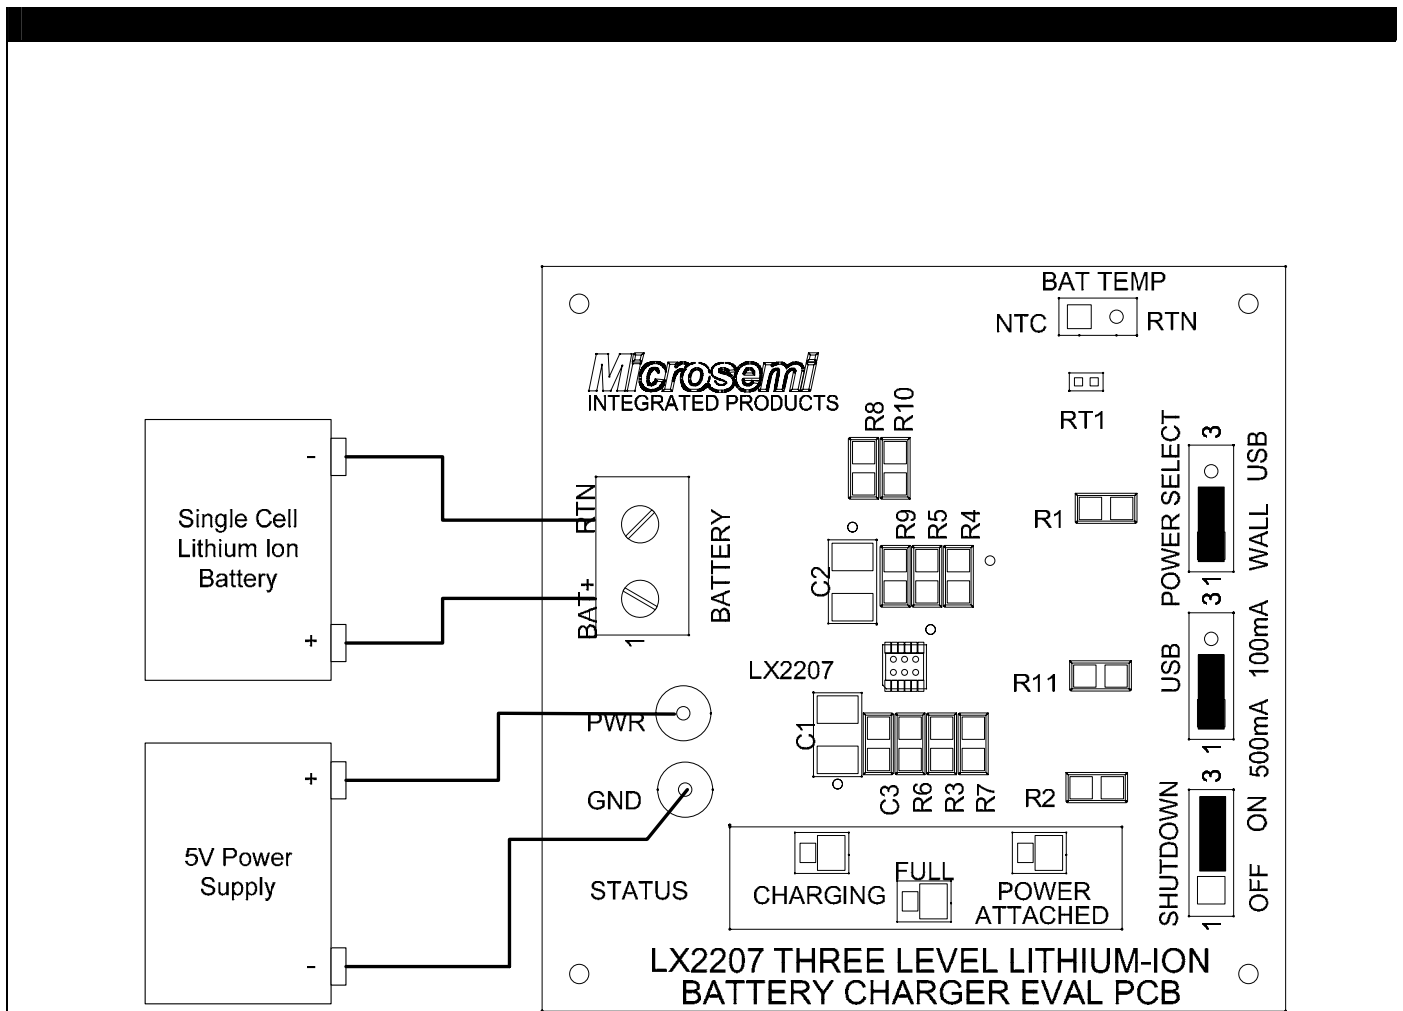 BAT TEMP
NTC
RTN
Microsemi
INTEGRATED PRODUCTS
RT1
R8
R10
POWER SELECT
3
1
USB
WALL
R1
-
Single Cell
Lithium Ion
Battery
+
RTN
BAT+
1
BATTERY
R9
R5
R4
C2
USB
3
1
100mA
500mA
LX2207
R11
PWR
GND
C1
C3
R6
R3
R7
R2
SHUTDOWN
3
1
ON
OFF
+
5V Power
Supply
-
STATUS
CHARGING
FULL
POWER
ATTACHED
LX2207 THREE LEVEL LITHIUM-ION
BATTERY CHARGER EVAL PCB